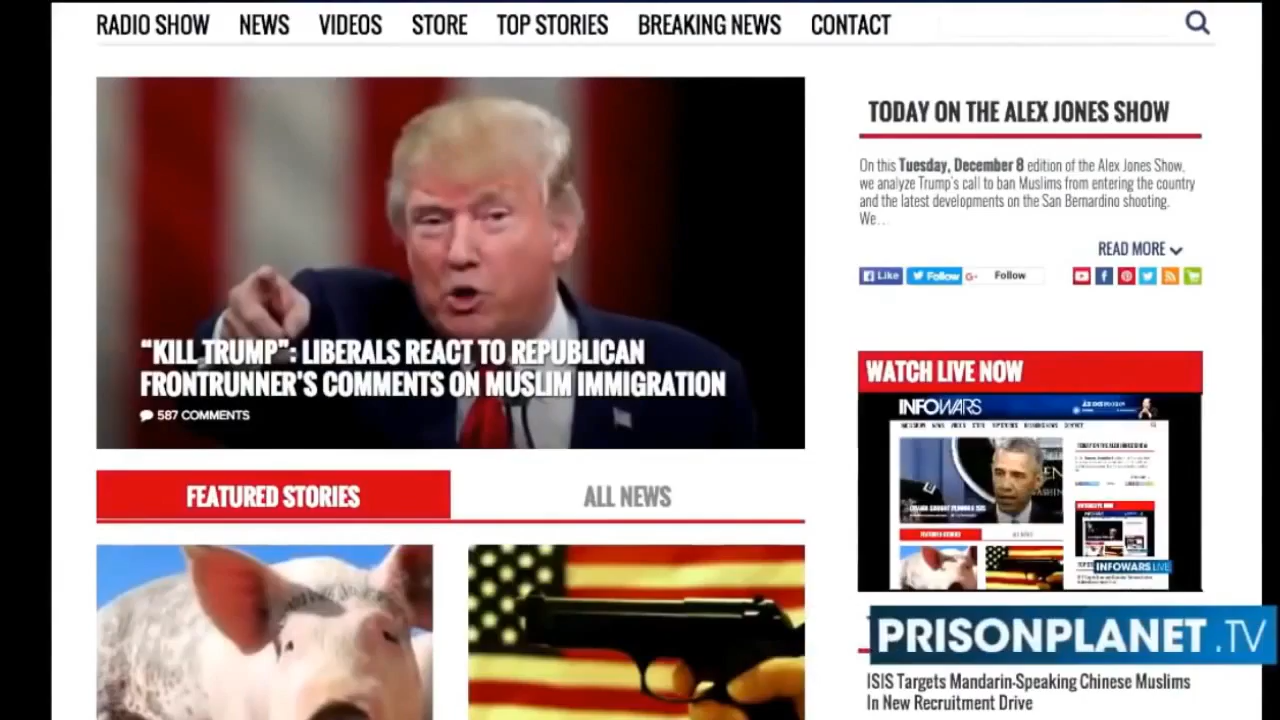 RADIO SHOW NEWS VIDEOS STORE TOP STORIES BREAKING NEWS CONTACT
"KILL TRUMP": LIBERALS REACT TO REPUBLICAN
FRONTRUNNER'S COMMENTS ON MUSLIM IMMIGRATION
587 COMMENTS
FEATURED STORIES
ALL NEWS
TODAY ON THE ALEX JONES SHOW
On this Tuesday, December 8 edition of the Alex Jones Show,
we analyze Trump's call to ban Muslims from entering the country
and the latest developments on the San Bernardino shooting.
We...
READ MORE
Like Follow G+ Follow
WATCH LIVE NOW
INFOWARS
FEATURED STORIES
ALL NEWS
INFOWARS LIVE
PRISONPLANET.TV
ISIS Targets Mandarin-Speaking Chinese Muslims
In New Recruitment Drive